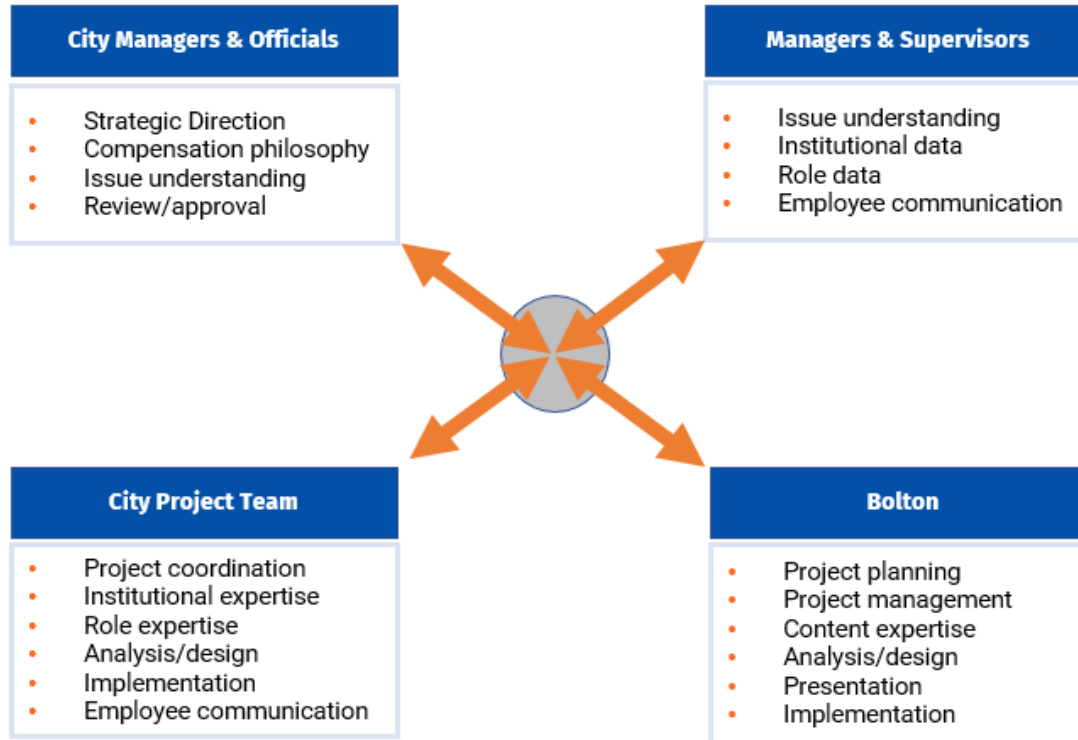 City Managers & Officials
• Strategic Direction
• Compensation philosophy
• Issue understanding
• Review/approval
Managers & Supervisors
• Issue understanding
• Institutional data
• Role data
• Employee communication
City Project Team
• Project coordination
• Institutional expertise
• Role expertise
• Analysis/design
• Implementation
• Employee communication
Bolton
• Project planning
• Project management
• Content expertise
• Analysis/design
• Presentation
• Implementation